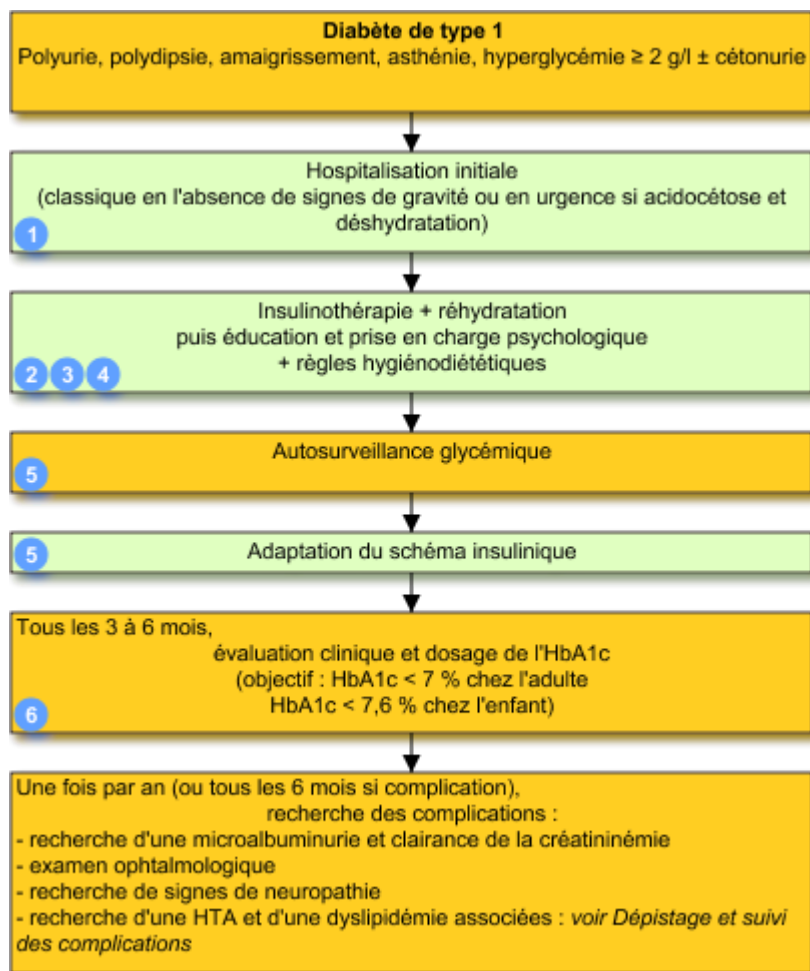 Diabète de type 1
Polyurie, polydipsie, amaigrissement, asthénie, hyperglycémie ≥ 2 g/l ± cétonurie
Hospitalisation initiale
(classique en l'absence de signes de gravité ou en urgence si acidocétose et
déshydratation)
1
Insulinothérapie + réhydratation
puis éducation et prise en charge psychologique
+ règles hygiénodiététiques
2 3 4
Autosurveillance glycémique
5
Adaptation du schéma insulinique
5
Tous les 3 à 6 mois,
évaluation clinique et dosage de l'HbA1c
(objectif : HbA1c < 7 % chez l'adulte
HbA1c < 7,6 % chez l'enfant)
6
Une fois par an (ou tous les 6 mois si complication),
recherche des complications :
- recherche d'une microalbuminurie et clairance de la créatininémie
- examen ophtalmologique
- recherche de signes de neuropathie
- recherche d'une HTA et d'une dyslipidémie associées : voir Dépistage et suivi
des complications